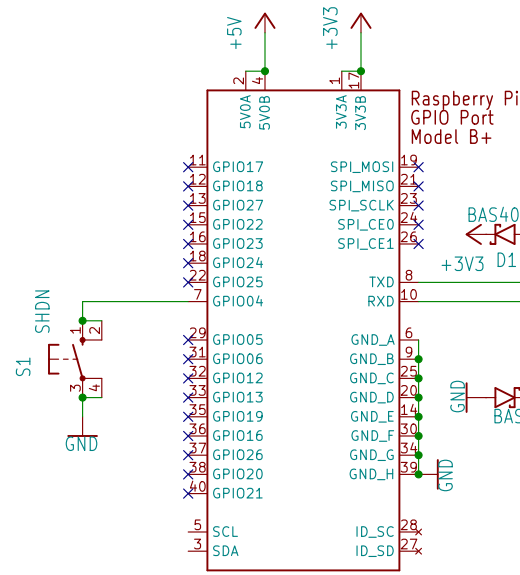 +5V
+3V3
2
4
1
17
5V0A
5V0B
3V3A
3V3B
Raspberry Pi
GPIO Port
Model B+
11 GPIO17
12 GPIO18
13 GPIO27
15 GPIO22
16 GPIO23
18 GPIO24
22 GPIO25
7 GPIO04
29 GPIO05
31 GPIO06
32 GPIO12
33 GPIO13
35 GPIO19
36 GPIO16
37 GPIO26
38 GPIO20
40 GPIO21
5 SCL
3 SDA
SPI_MOSI 19
SPI_MISO 21
SPI_SCLK 23
SPI_CE0 24
SPI_CE1 26
TXD 8
RXD 10
GND_A 6
GND_B 9
GND_C 25
GND_D 20
GND_E 14
GND_F 30
GND_G 34
GND_H 39
ID_SC 28
ID_SD 27
SHDN
S1
1
2
3
4
GND
BAS40
D1
+3V3
GND
BAS
GND